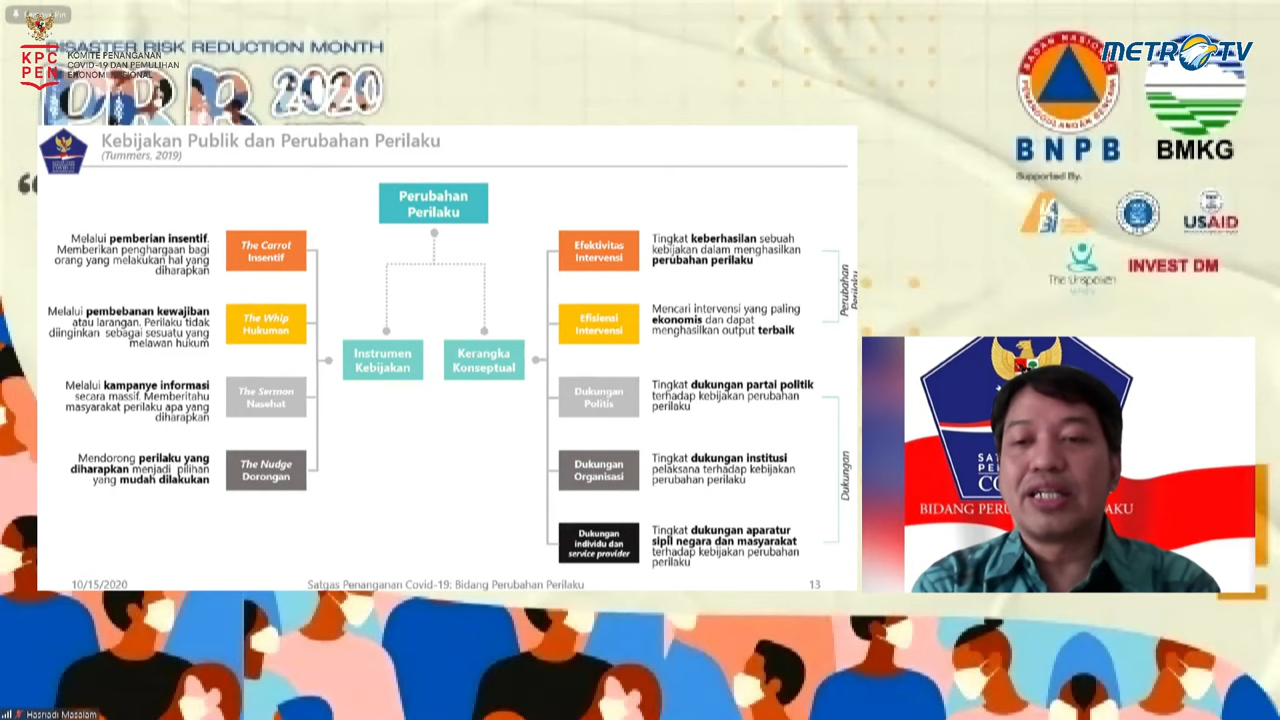 KPC
PEN
KOMITE PENANGANAN
COVID-19 DAN PEMULIHAN
EKONOMI NASIONAL
DISASTER RISK REDUCTION MONTH
DRR 2020
METRO TV
BADAN NASIONAL
PENANGGULANGAN BENCANA
BNPB
BMKG
Supported By.
USAID
The Unspoken
INVEST DM
Kebijakan Publik dan Perubahan Perilaku
(Tummers, 2019)
Perubahan
Perilaku
Melalui pemberian insentif.
Memberikan penghargaan bagi
orang yang melakukan hal yang
diharapkan
The Carrot
Insentif
Melalui pembebanan kewajiban
atau larangan. Perilaku tidak
diinginkan sebagai sesuatu yang
melawan hukum
The Whip
Hukuman
Melalui kampanye informasi
secara massif. Memberitahu
masyarakat perilaku apa yang
diharapkan
The Sermon
Nasehat
Mendorong perilaku yang
diharapkan menjadi pilihan
yang mudah dilakukan
The Nudge
Dorongan
Instrumen
Kebijakan
Kerangka
Konseptual
Efektivitas
Intervensi
Tingkat keberhasilan sebuah
kebijakan dalam menghasilkan
perubahan perilaku
Efisiensi
Intervensi
Mencari intervensi yang paling
ekonomis dan dapat
menghasilkan output terbaik
Perubahan
Perilaku
Dukungan
Politis
Tingkat dukungan partai politik
terhadap kebijakan perubahan
perilaku
Dukungan
Organisasi
Tingkat dukungan institusi
pelaksana terhadap kebijakan
perubahan perilaku
Dukungan
individu dan
service provider
Tingkat dukungan aparatur
sipil negara dan masyarakat
terhadap kebijakan perubahan
perilaku
Dukungan
10/15/2020
Satgas Penanganan Covid-19: Bidang Perubahan Perilaku
13
BIDANG PERU
AKU
Hasnadi Masalam